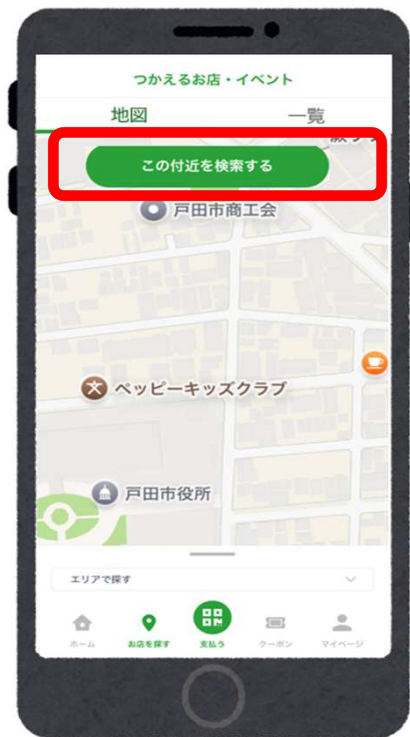 つかえるお店・イベント
地図
一覧
この付近を検索する
戸田市商工会
ペッピーキッズクラブ
戸田市役所
エリアで探す
ホーム
お店を探す
支払う
クーポン
マイページ